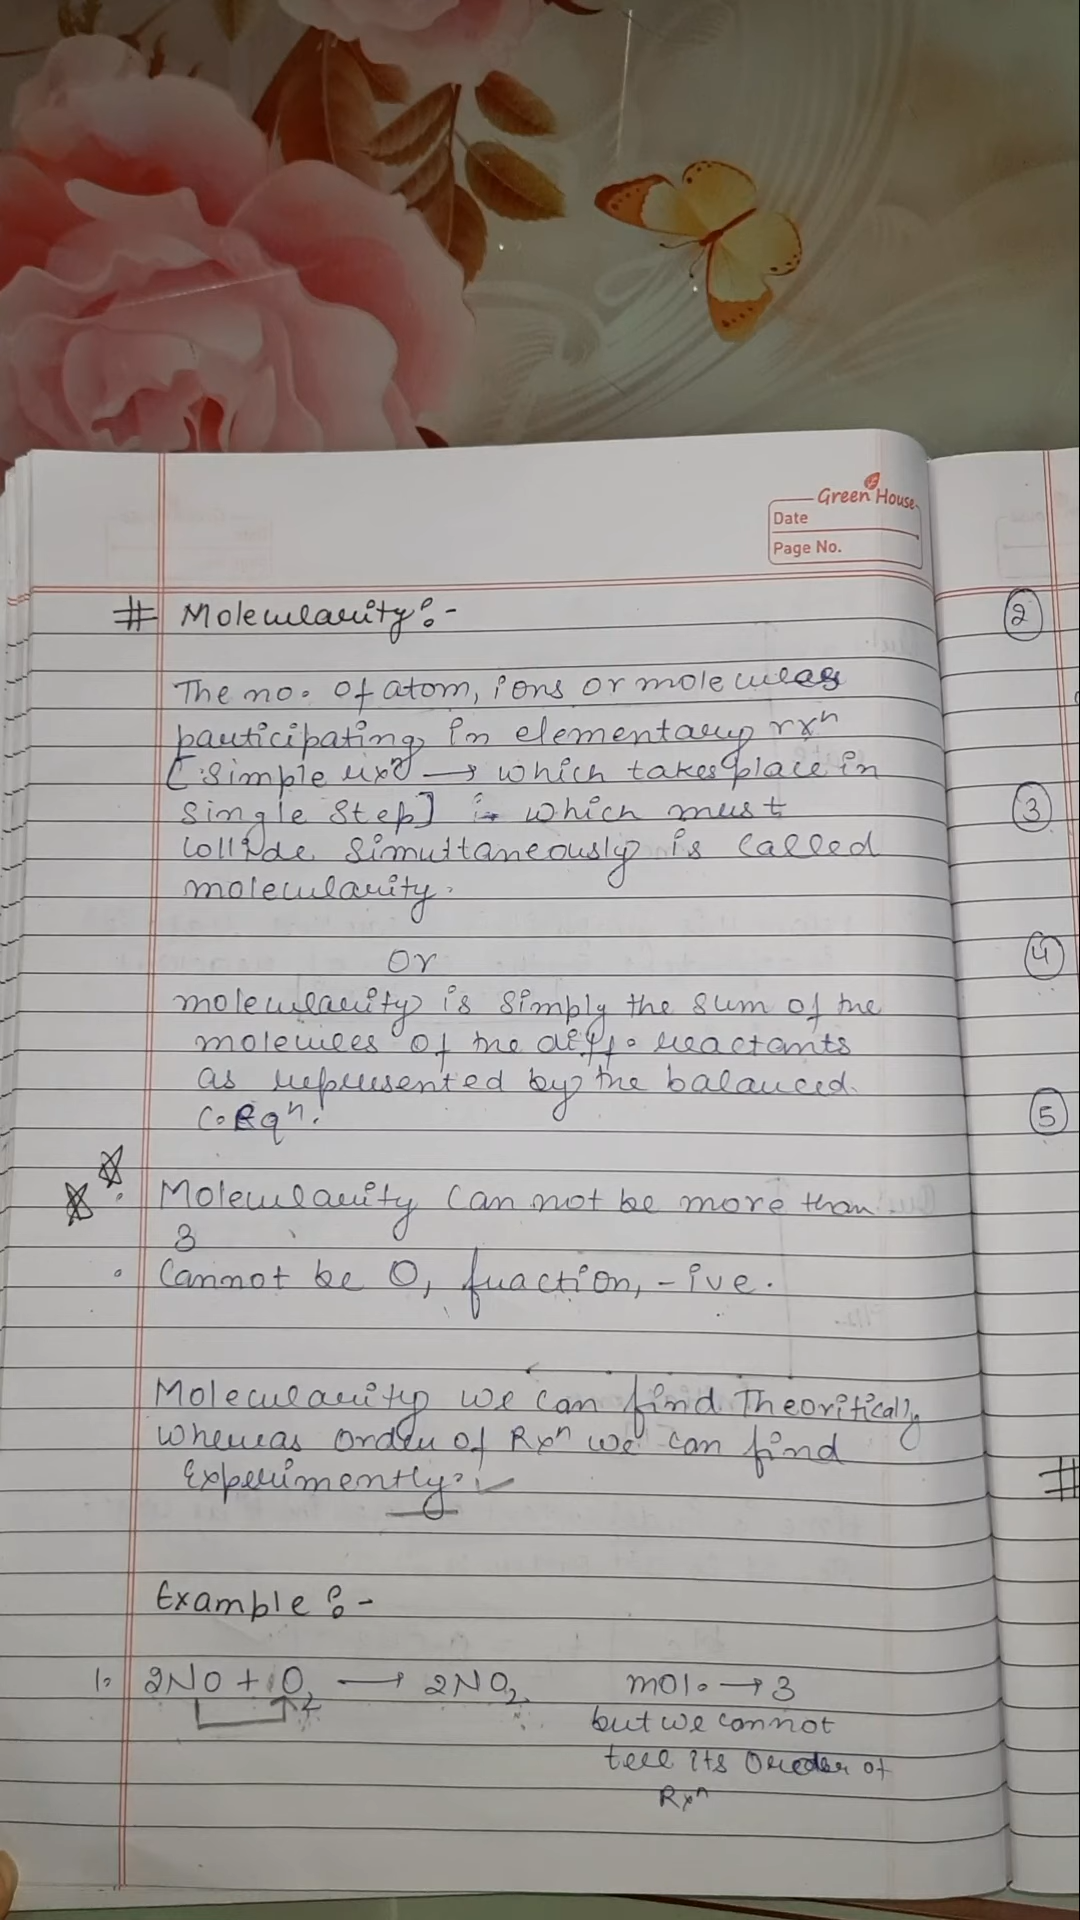 Green House
Date
Page No.
# Molecularity :-
The no. of atom, ions or molecules
participating in elementary rxⁿ
[simple rxⁿ → which takes place in
single step] which must
collide simultaneously is called
molecularity.
or
molecularity is simply the sum of the
molecules of the diff. reactants
as represented by the balanced
C. Eqⁿ.
Molecularity can not be more than
3
Cannot be 0, fraction, -ive.
Molecularity we can find Theoritically
whereas order of Rxⁿ we can find
Experimently.
Example :-
1. 2NO + O₂ → 2NO₂ mol. → 3
but we cannot
tell its Order of
Rxⁿ
2
3
4
5
#